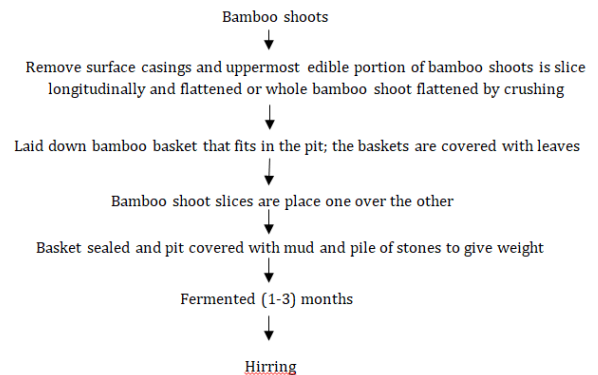 Bamboo shoots
Remove surface casings and uppermost edible portion of bamboo shoots is slice
longitudinally and flattened or whole bamboo shoot flattened by crushing
Laid down bamboo basket that fits in the pit; the baskets are covered with leaves
Bamboo shoot slices are place one over the other
Basket sealed and pit covered with mud and pile of stones to give weight
Fermented (1-3) months
Hirring